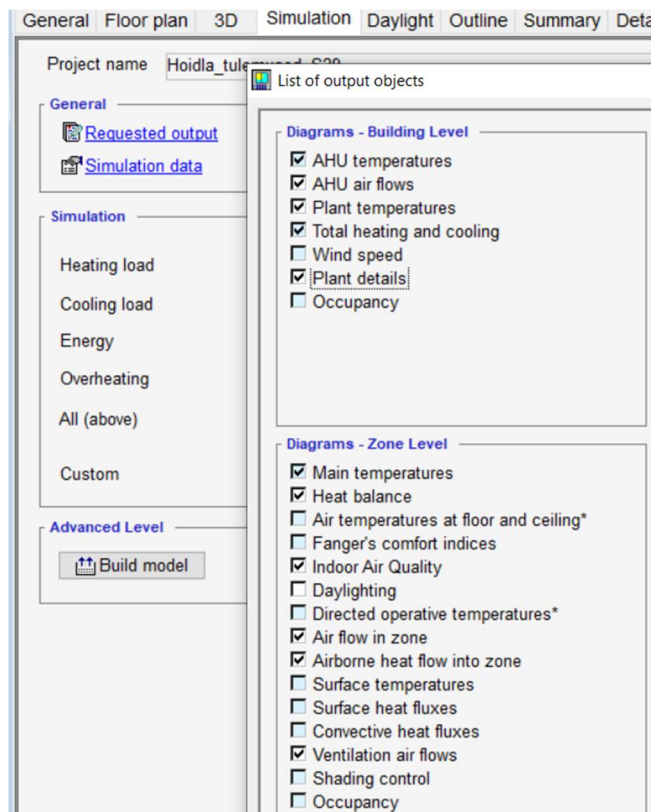 General Floor plan 3D Simulation Daylight Outline Summary
Project name
List of output objects
General
Requested output
Simulation data
Simulation
Heating load
Cooling load
Energy
Overheating
All (above)
Custom
Advanced Level
Build model
Diagrams - Building Level
AHU temperatures
AHU air flows
Plant temperatures
Total heating and cooling
Wind speed
Plant details
Occupancy
Diagrams - Zone Level
Main temperatures
Heat balance
Air temperatures at floor and ceiling*
Fanger's comfort indices
Indoor Air Quality
Daylighting
Directed operative temperatures*
Air flow in zone
Airborne heat flow into zone
Surface temperatures
Surface heat fluxes
Convective heat fluxes
Ventilation air flows
Shading control
Occupancy